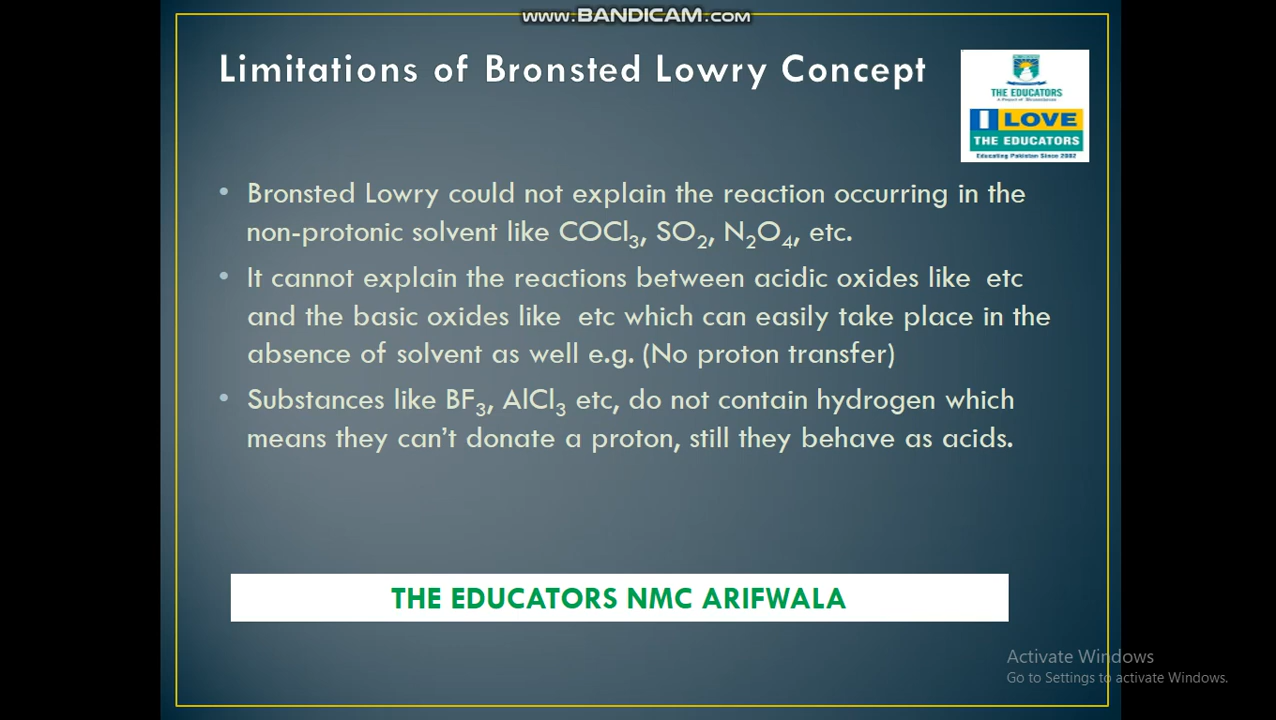 www.BANDICAM.com
Limitations of Bronsted Lowry Concept
THE EDUCATORS
I LOVE
THE EDUCATORS
Educating Pakistan Since 2002
• Bronsted Lowry could not explain the reaction occurring in the
non-protonic solvent like COCl₃, SO₂, N₂O₄, etc.
• It cannot explain the reactions between acidic oxides like etc
and the basic oxides like etc which can easily take place in the
absence of solvent as well e.g. (No proton transfer)
• Substances like BF₃, AlCl₃ etc, do not contain hydrogen which
means they can't donate a proton, still they behave as acids.
THE EDUCATORS NMC ARIFWALA
Activate Windows
Go to Settings to activate Windows.